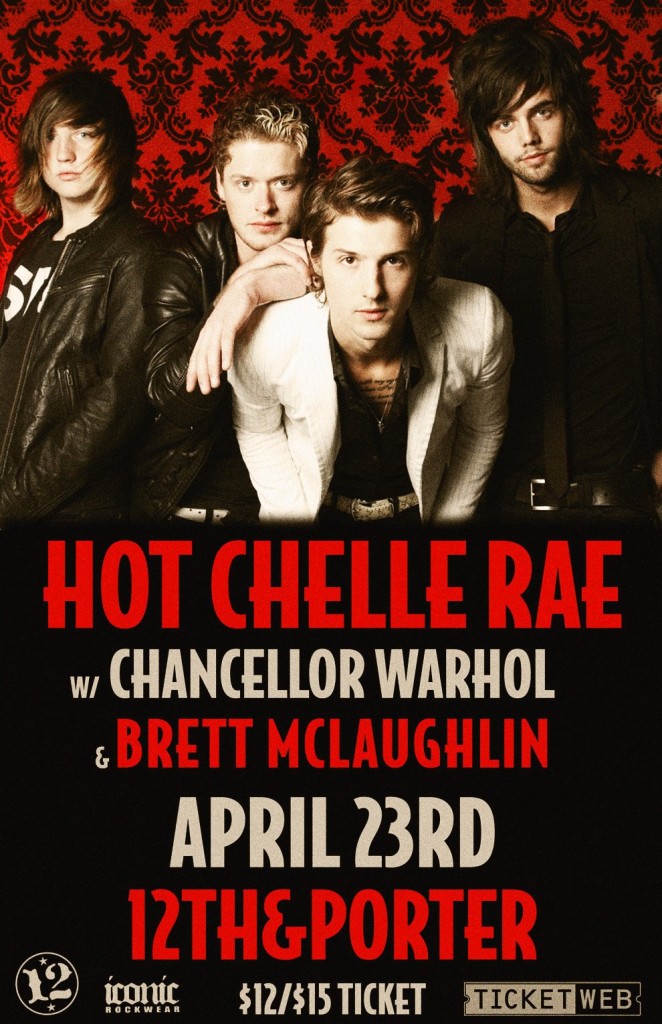 HOT CHELLE RAE
W/ CHANCELLOR WARHOL
& BRETT MCLAUGHLIN
APRIL 23RD
12TH&PORTER
12
iconic
ROCKWEAR
$12/$15 TICKET
TICKETWEB